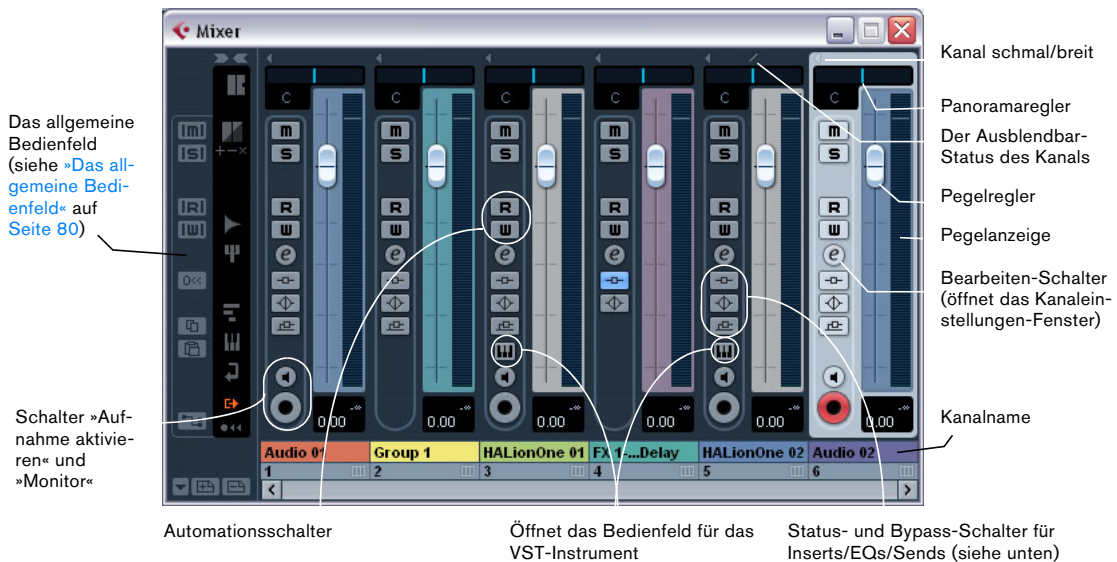 Mixer
Das allgemeine
Bedienfeld
(siehe »Das all-
gemeine Bedi-
enfeld« auf
Seite 80)
Schalter »Auf-
nahme aktivie-
ren« und
»Monitor«
C C C C C C
m m m m m m
S S S S S S
R R R R R R
W W W W W W
e e e e e e
|m|
|S|
|R|
|W|
0<<
+−×
-∞ -∞ -∞ -∞ -∞ -∞
0.00 0.00 0.00 0.00 0.00 0.00
Audio 01 Group 1 HALionOne 01 FX 1-...Delay HALionOne 02 Audio 02
1 2 3 4 5 6
Kanal schmal/breit
Panoramaregler
Der Ausblendbar-
Status des Kanals
Pegelregler
Pegelanzeige
Bearbeiten-Schalter
(öffnet das Kanalein-
stellungen-Fenster)
Kanalname
Automationsschalter
Öffnet das Bedienfeld für das
VST-Instrument
Status- und Bypass-Schalter für
Inserts/EQs/Sends (siehe unten)